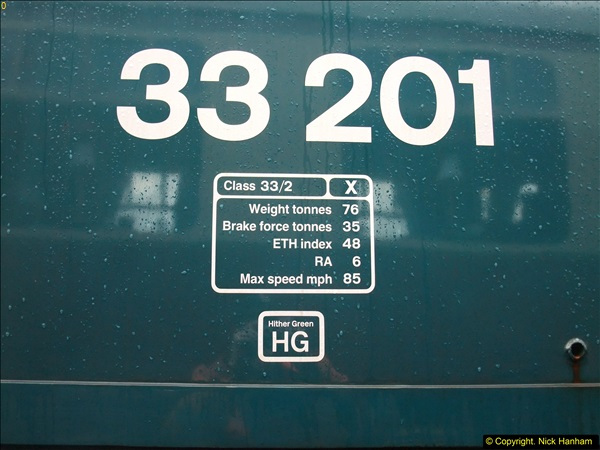 0
33 201
Class 33/2 X
Weight tonnes 76
Brake force tonnes 35
ETH index 48
RA 6
Max speed mph 85
Hither Green
HG
© Copyright. Nick Hanham